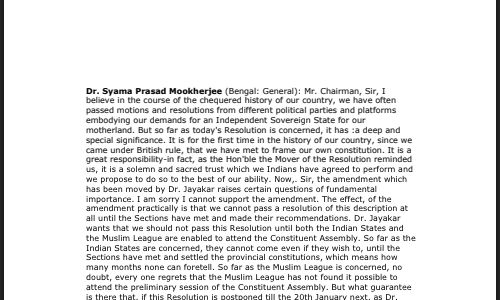 Dr. Syama Prasad Mookherjee (Bengal: General): Mr. Chairman, Sir, I
believe in the course of the chequered history of our country, we have often
passed motions and resolutions from different political parties and platforms
embodying our demands for an Independent Sovereign State for our
motherland. But so far as today's Resolution is concerned, it has :a deep and
special significance. It is for the first time in the history of our country, since we
came under British rule, that we have met to frame our own constitution. It is a
great responsibility-in fact, as the Hon'ble the Mover of the Resolution reminded
us, it is a solemn and sacred trust which we Indians have agreed to perform and
we propose to do so to the best of our ability. Now,. Sir, the amendment which
has been moved by Dr. Jayakar raises certain questions of fundamental
importance. I am sorry I cannot support the amendment. The effect, of the
amendment practically is that we cannot pass a resolution of this description at
all until the Sections have met and made their recommendations. Dr. Jayakar
wants that we should not pass this Resolution until both the Indian States and
the Muslim League are enabled to attend the Constituent Assembly. So far as the
Indian States are concerned, they cannot come even if they wish to, until the
Sections have met and settled the provincial constitutions, which means how
many months none can foretell. So far as the Muslim League is concerned, no
doubt, every one regrets that the Muslim League has not found it possible to
attend the preliminary session of the Constituent Assembly. But what guarantee
is there that, if this Resolution is postponed till the 20th January next, as Dr.